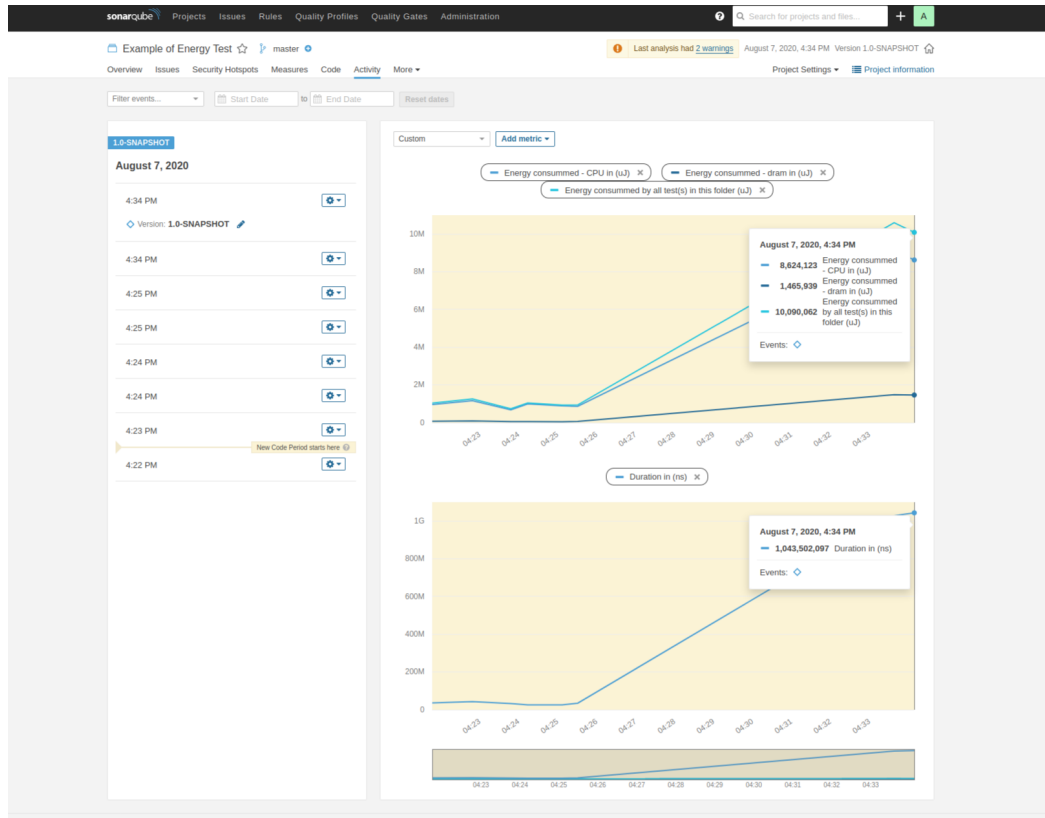 sonarqube Projects Issues Rules Quality Profiles Quality Gates Administration ? Search for projects and files... + A
Example of Energy Test master
Last analysis had 2 warnings August 7, 2020, 4:34 PM Version 1.0-SNAPSHOT
Overview Issues Security Hotspots Measures Code Activity More
Project Settings Project information
Filter events... Start Date to End Date Reset dates
1.0-SNAPSHOT
August 7, 2020
4:34 PM
Version: 1.0-SNAPSHOT
4:34 PM
4:25 PM
4:25 PM
4:24 PM
4:24 PM
4:23 PM
New Code Period starts here ?
4:22 PM
Custom Add metric
Energy consummed - CPU in (uJ) ×
Energy consummed - dram in (uJ) ×
Energy consummed by all test(s) in this folder (uJ) ×
10M
8M
6M
4M
2M
0
August 7, 2020, 4:34 PM
8,624,123 Energy consummed
- CPU in (uJ)
1,465,939 Energy consummed
- dram in (uJ)
Energy consummed
10,090,062 by all test(s) in this
folder (uJ)
Events:
04:23 04:24 04:25 04:26 04:27 04:28 04:29 04:30 04:31 04:32 04:33
Duration in (ns) ×
1G
800M
600M
400M
200M
0
August 7, 2020, 4:34 PM
1,043,502,097 Duration in (ns)
Events:
04:23 04:24 04:25 04:26 04:27 04:28 04:29 04:30 04:31 04:32 04:33
04:23 04:24 04:25 04:26 04:27 04:28 04:29 04:30 04:31 04:32 04:33